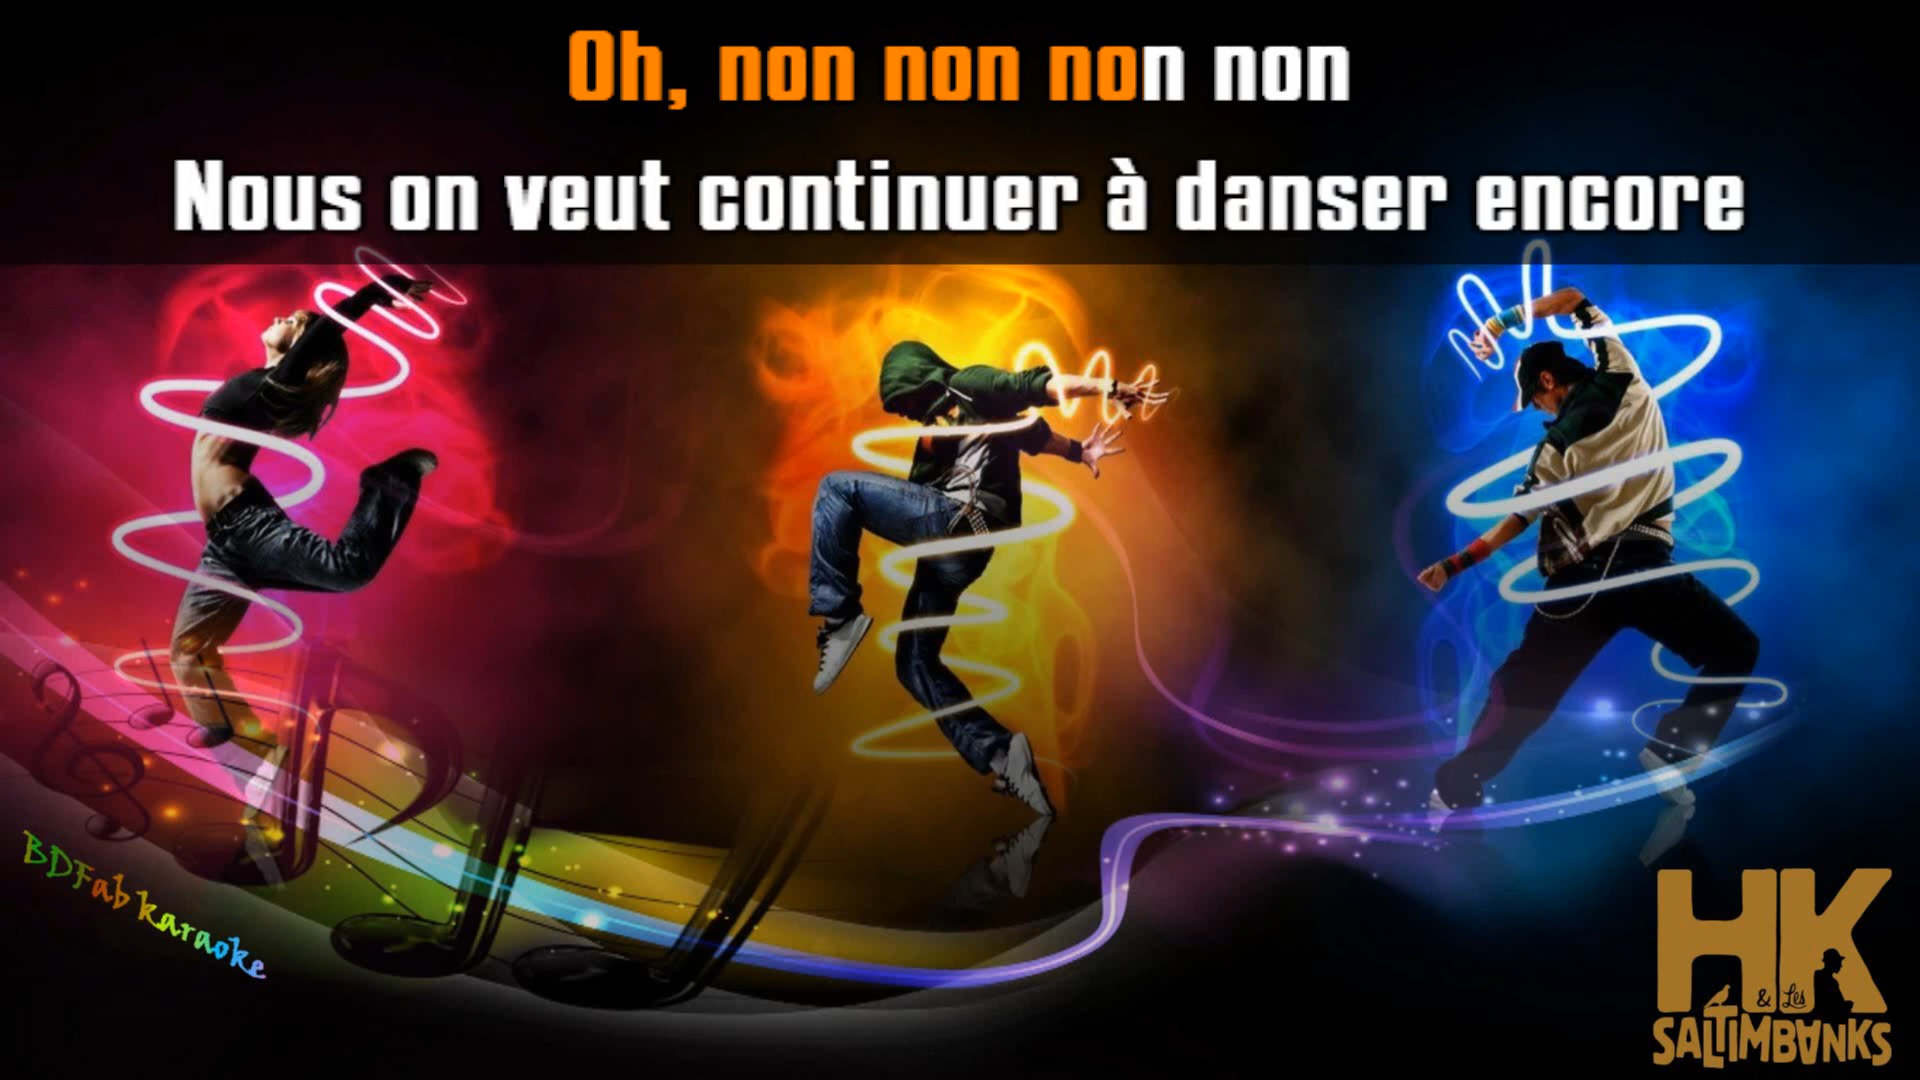 Oh, non non non non
Nous on veut continuer à danser encore
BDFab karaoke
HK
& Les
SALTIMBANKS